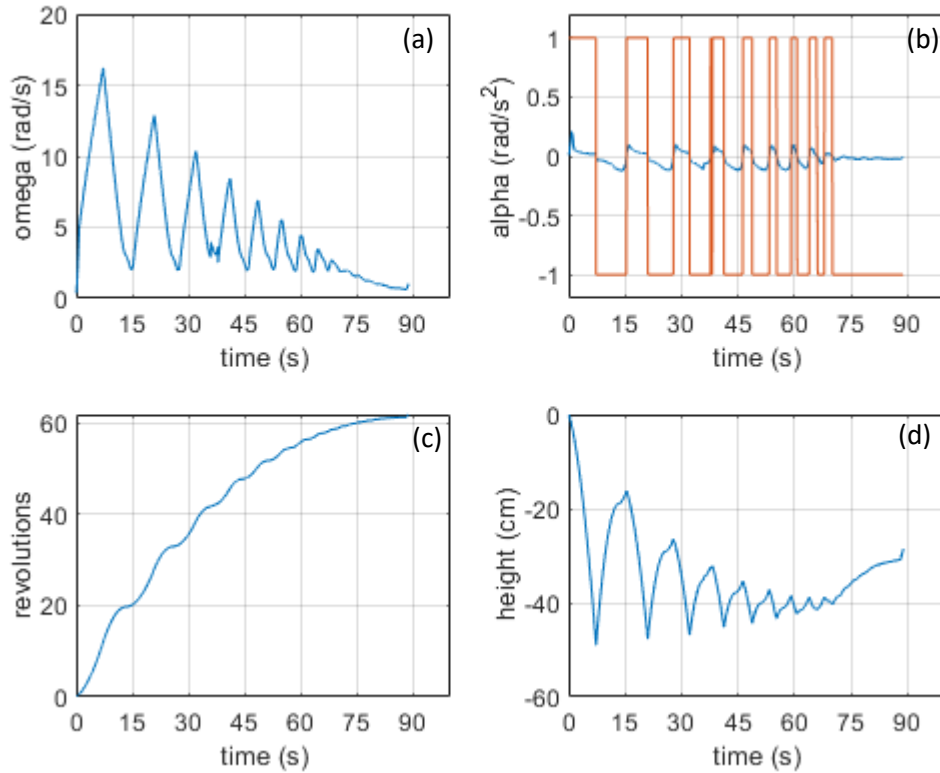 (a)
omega (rad/s)
20
15
10
5
0
0 15 30 45 60 75 90
time (s)
(b)
alpha (rad/s²)
1
0.5
0
-0.5
-1
0 15 30 45 60 75 90
time (s)
(c)
revolutions
60
40
20
0
0 15 30 45 60 75 90
time (s)
(d)
height (cm)
0
-20
-40
-60
0 15 30 45 60 75 90
time (s)